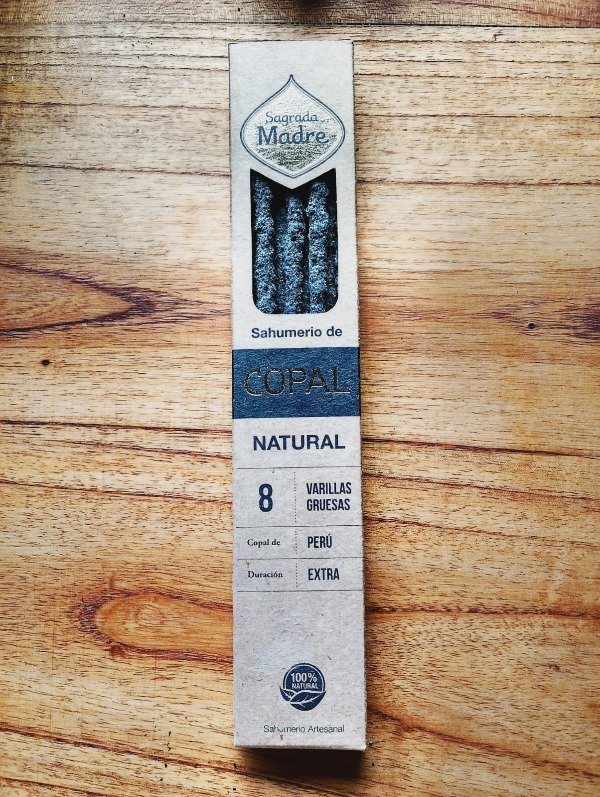 Sagrada
Madre
Sahumerio de
COPAL
NATURAL
8 VARILLAS
GRUESAS
Copal de PERÚ
Duración EXTRA
100%
NATURAL
Sahumerio Artesanal